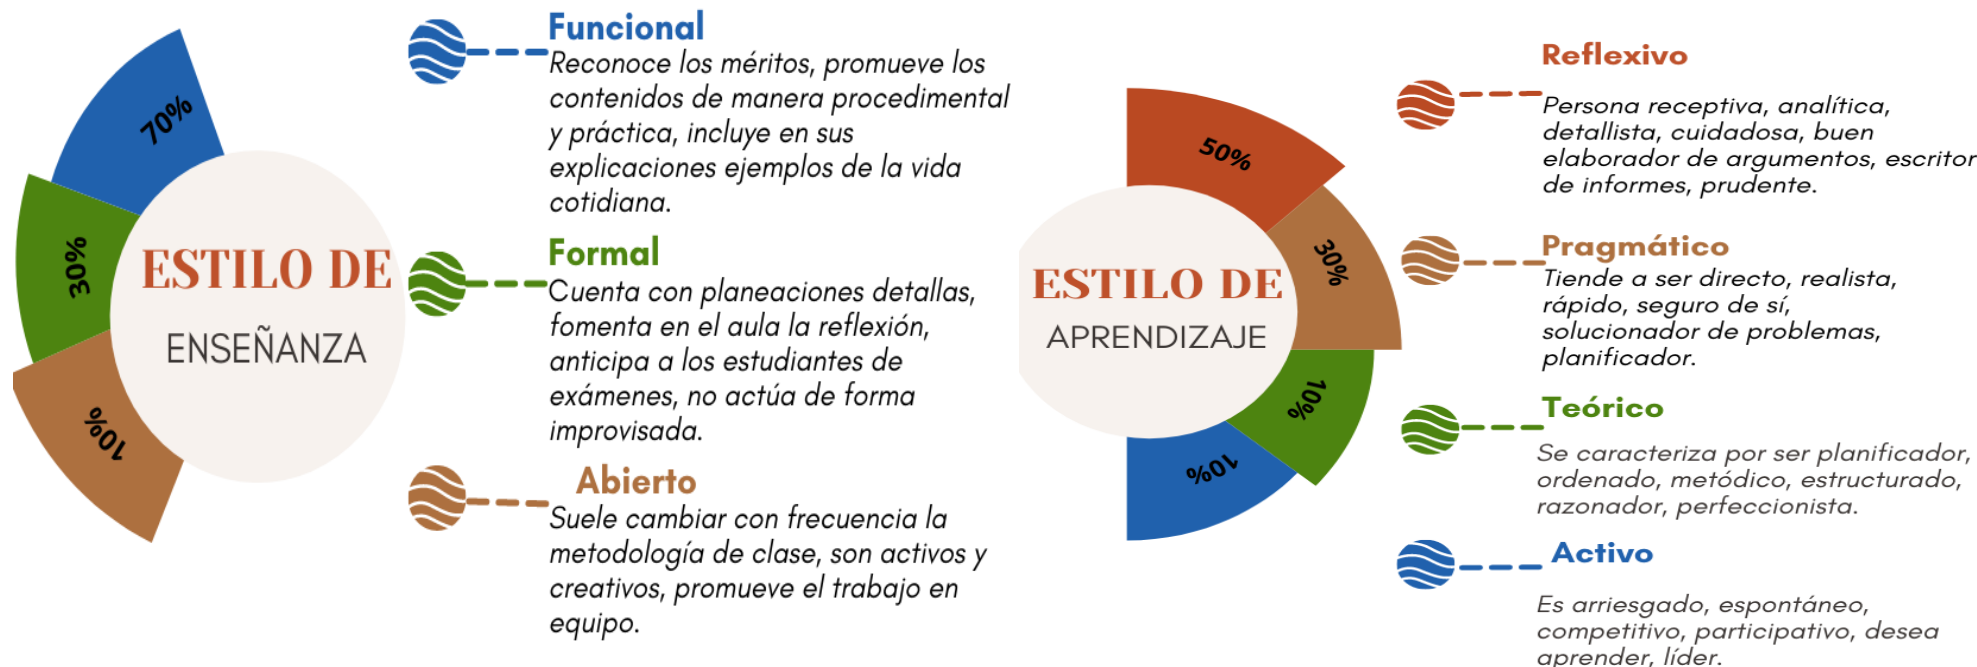 70%
30%
10%
ESTILO DE
ENSEÑANZA
Funcional
Reconoce los méritos, promueve los
contenidos de manera procedimental
y práctica, incluye en sus
explicaciones ejemplos de la vida
cotidiana.
Formal
Cuenta con planeaciones detallas,
fomenta en el aula la reflexión,
anticipa a los estudiantes de
exámenes, no actúa de forma
improvisada.
Abierto
Suele cambiar con frecuencia la
metodología de clase, son activos y
creativos, promueve el trabajo en
equipo.
50%
30%
10%
10%
ESTILO DE
APRENDIZAJE
Reflexivo
Persona receptiva, analítica,
detallista, cuidadosa, buen
elaborador de argumentos, escritor
de informes, prudente.
Pragmático
Tiende a ser directo, realista,
rápido, seguro de sí,
solucionador de problemas,
planificador.
Teórico
Se caracteriza por ser planificador,
ordenado, metódico, estructurado,
razonador, perfeccionista.
Activo
Es arriesgado, espontáneo,
competitivo, participativo, desea
aprender, líder.